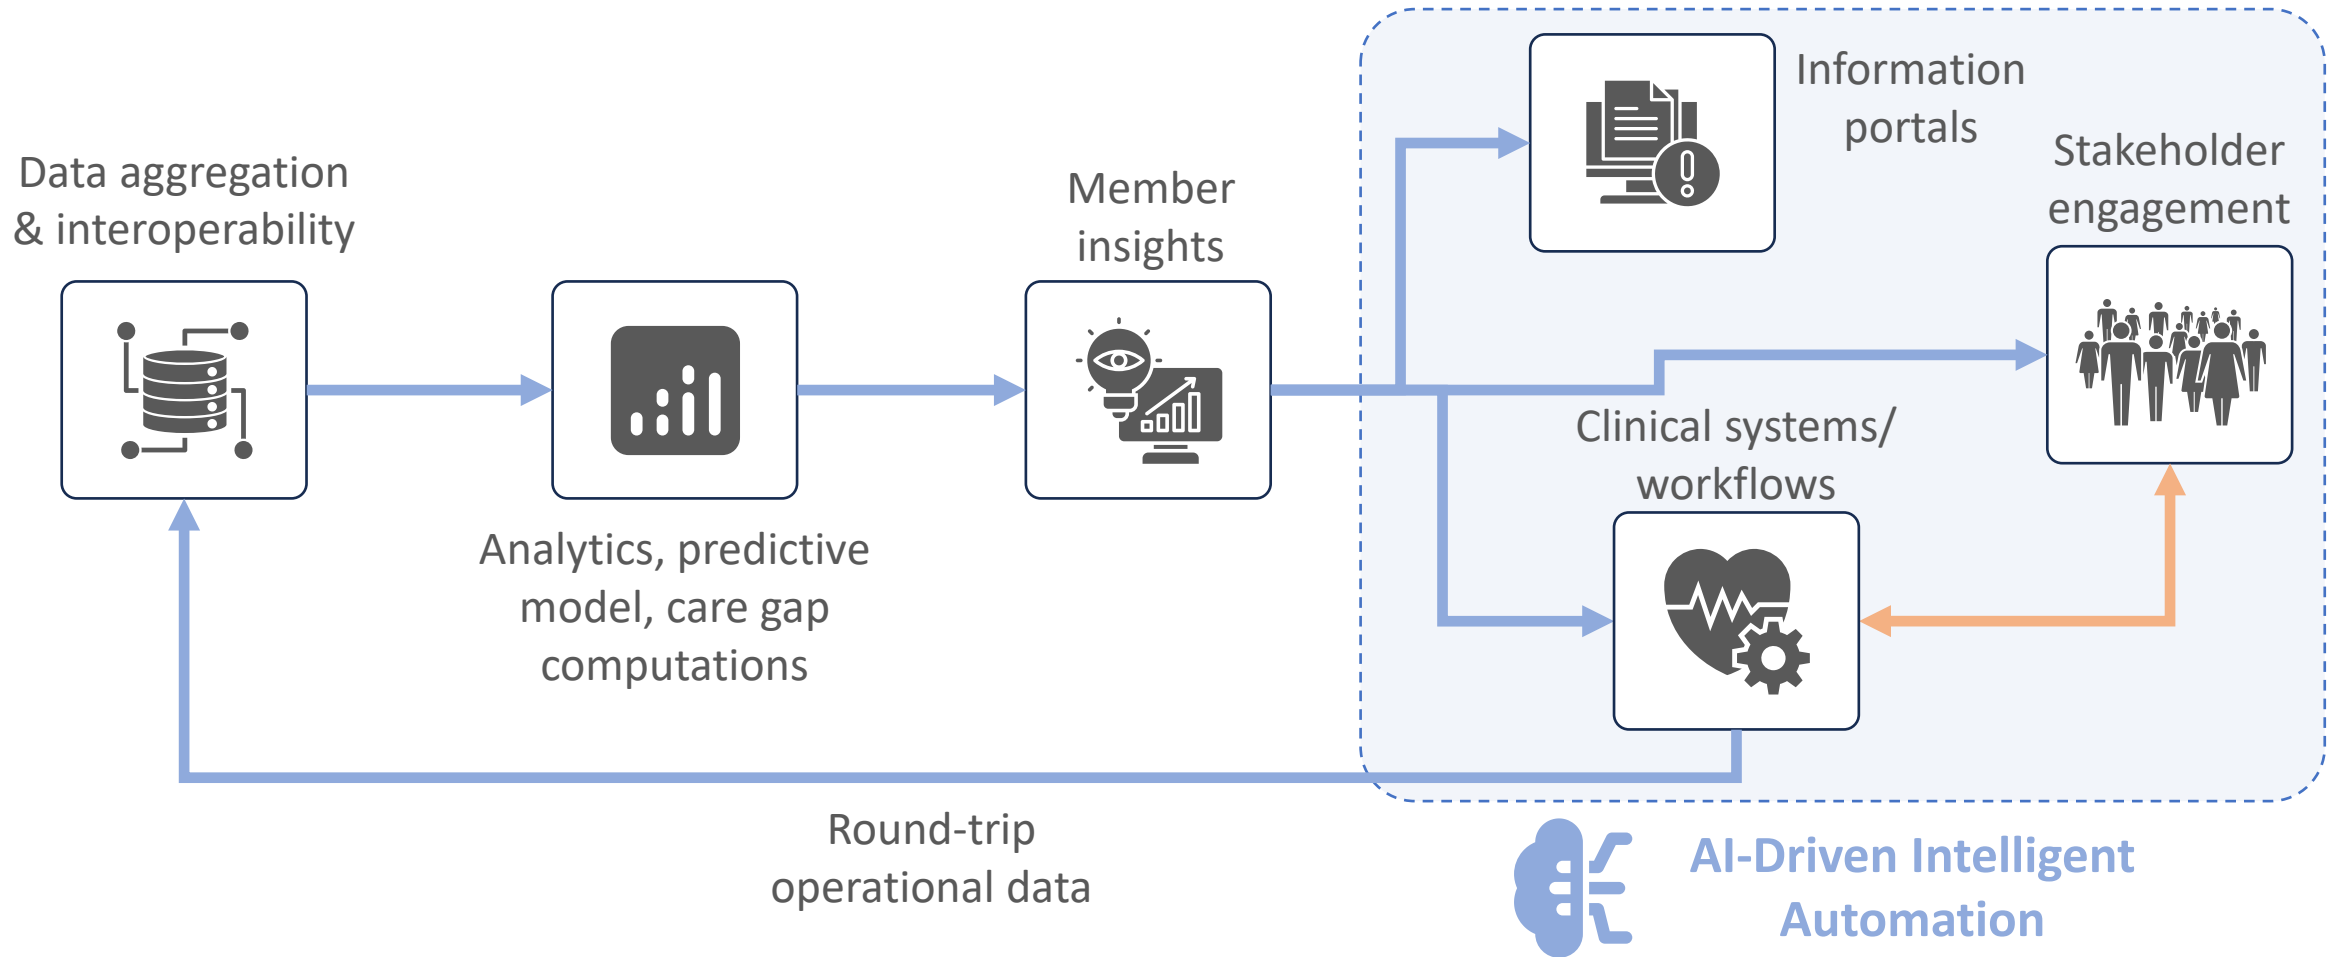 Data aggregation
& interoperability
Analytics, predictive
model, care gap
computations
Member
insights
Information
portals
Stakeholder
engagement
Clinical systems/
workflows
Round-trip
operational data
AI-Driven Intelligent
Automation